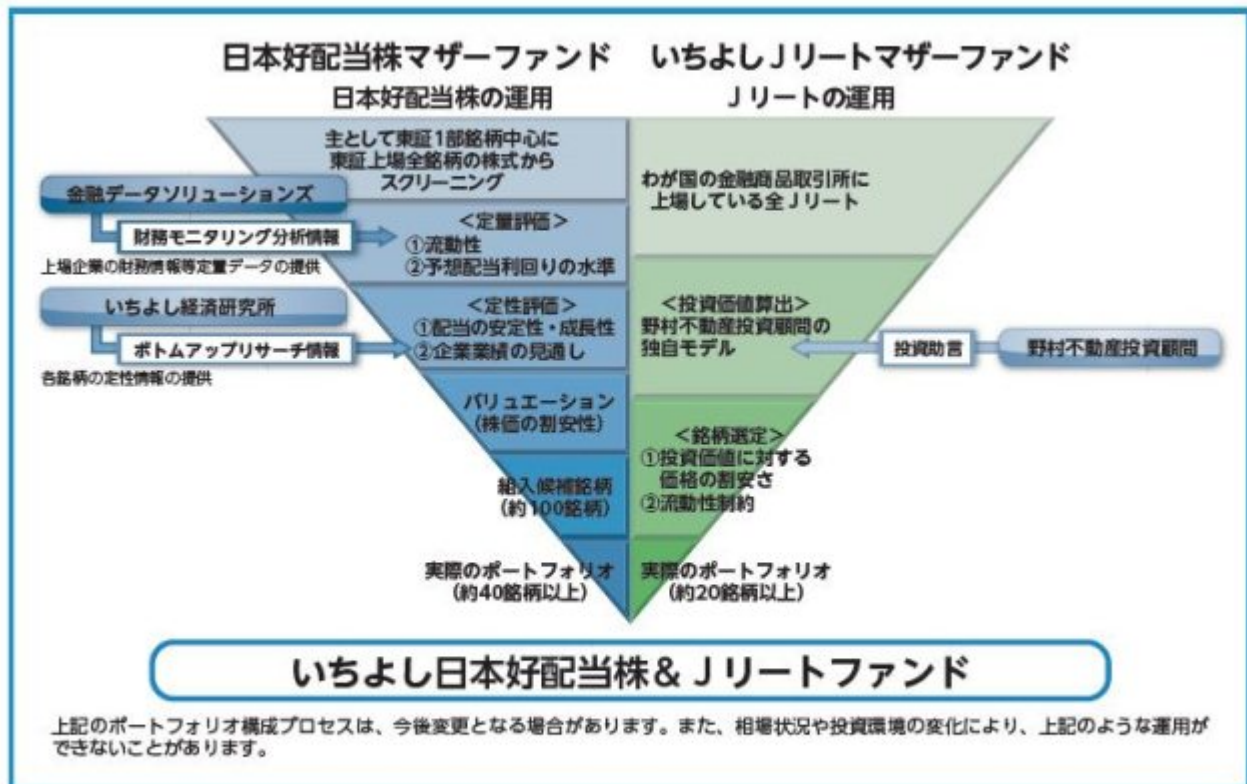 日本好配当株マザーファンド
日本好配当株の運用
いちよしJリートマザーファンド
Jリートの運用
主として東証1部銘柄中心に
東証上場全銘柄の株式から
スクリーニング
金融データソリューションズ
財務モニタリング分析情報
上場企業の財務情報等定量データの提供
<定量評価>
①流動性
②予想配当利回りの水準
いちよし経済研究所
ボトムアップリサーチ情報
各銘柄の定性情報の提供
<定性評価>
①配当の安定性・成長性
②企業業績の見通し
バリュエーション
(株価の割安性)
組入候補銘柄
(約100銘柄)
実際のポートフォリオ
(約40銘柄以上)
わが国の金融商品取引所に
上場している全Jリート
<投資価値算出>
野村不動産投資顧問の
独自モデル
投資助言
野村不動産投資顧問
<銘柄選定>
①投資価値に対する
価格の割安さ
②流動性制約
実際のポートフォリオ
(約20銘柄以上)
いちよし日本好配当株&Jリートファンド
上記のポートフォリオ構成プロセスは、今後変更となる場合があります。また、相場状況や投資環境の変化により、上記のような運用が
できないことがあります。